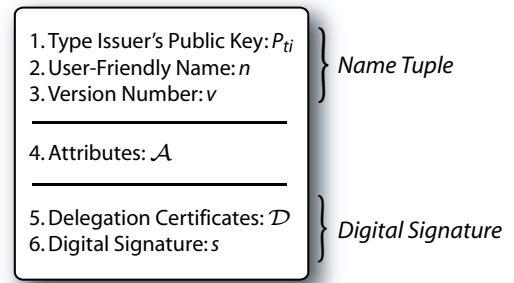 1. Type Issuer's Public Key: P_ti
2. User-Friendly Name: n
3. Version Number: v
Name Tuple
4. Attributes: 𝒜
5. Delegation Certificates: 𝒟
6. Digital Signature: s
Digital Signature